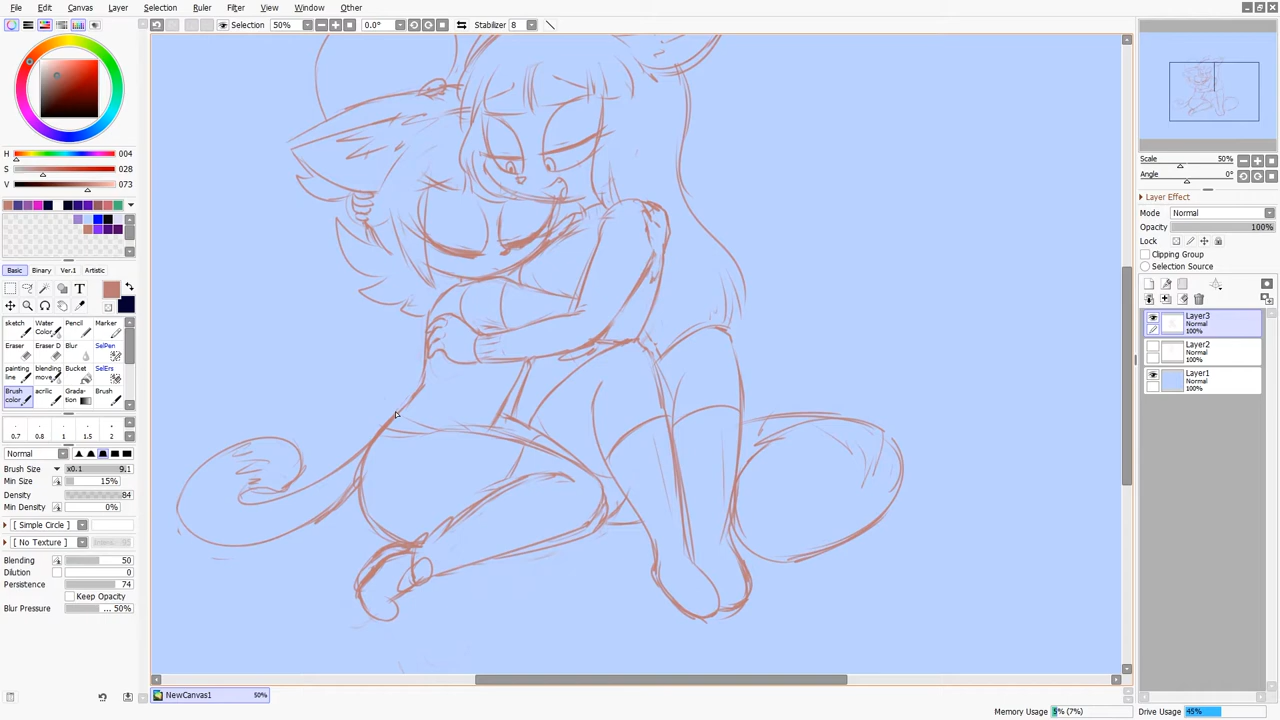 File Edit Canvas Layer Selection Ruler Filter View Window Other
Selection 50% 0.0° Stabilizer 8
H 004
S 028
V 073
Basic Binary Ver.1 Artistic
T
sketch Water Color Pencil Marker
Eraser Eraser D Blur SelPen
painting line blending move Bucket SelErs
Brush color acrilic Grada-tion Brush
0.7 0.8 1 1.5 2
Normal
Brush Size x0.1 9.1
Min Size 15%
Density 84
Min Density 0%
[ Simple Circle ]
[ No Texture ]
Blending 50
Dilution 0
Persistence 74
Keep Opacity
Blur Pressure ... 50%
NewCanvas1 50%
Memory Usage 5% (7%) Drive Usage 45%
Scale 50%
Angle 0°
Layer Effect
Mode Normal
Opacity 100%
Lock
Clipping Group
Selection Source
Layer3
Normal
100%
Layer2
Normal
100%
Layer1
Normal
100%